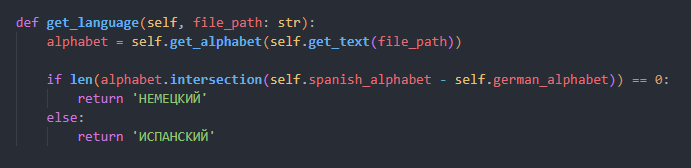 def get_language(self, file_path: str):
    alphabet = self.get_alphabet(self.get_text(file_path))

    if len(alphabet.intersection(self.spanish_alphabet - self.german_alphabet)) == 0:
        return 'НЕМЕЦКИЙ'
    else:
        return 'ИСПАНСКИЙ'